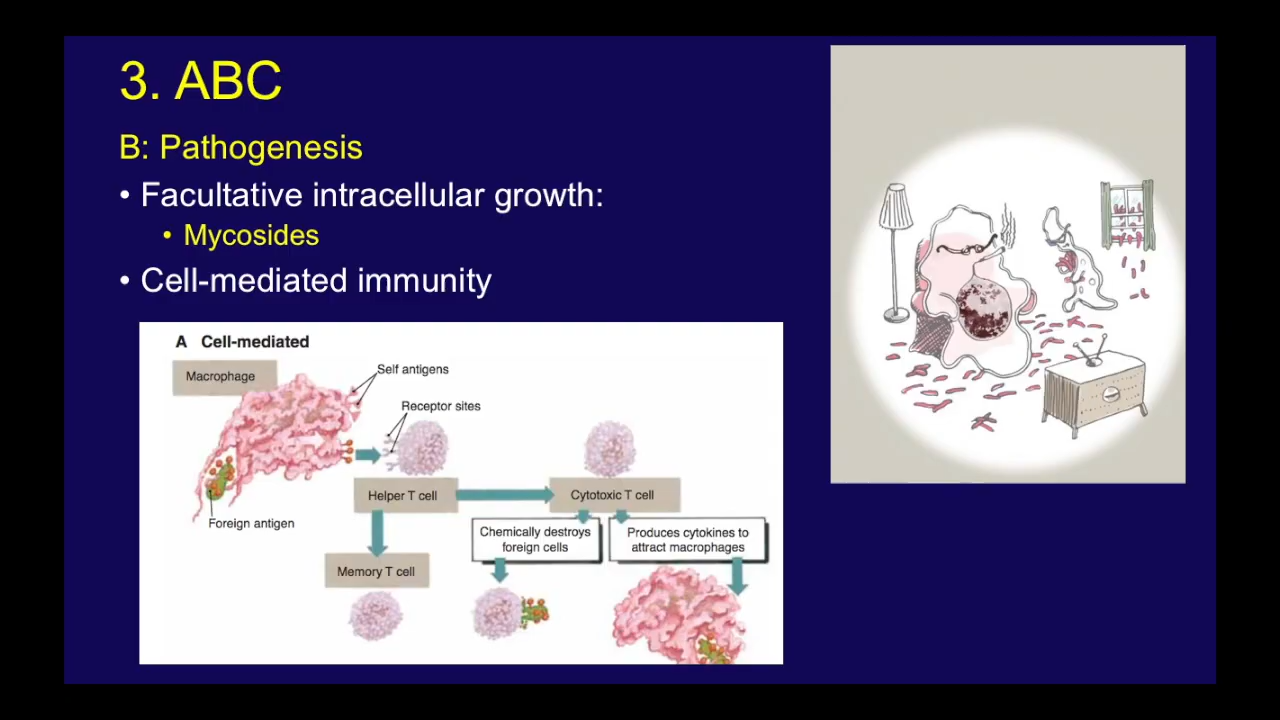 3. ABC
B: Pathogenesis
• Facultative intracellular growth:
• Mycosides
• Cell-mediated immunity
A Cell-mediated
Macrophage
Self antigens
Receptor sites
Helper T cell
Cytotoxic T cell
Foreign antigen
Chemically destroys
foreign cells
Produces cytokines to
attract macrophages
Memory T cell